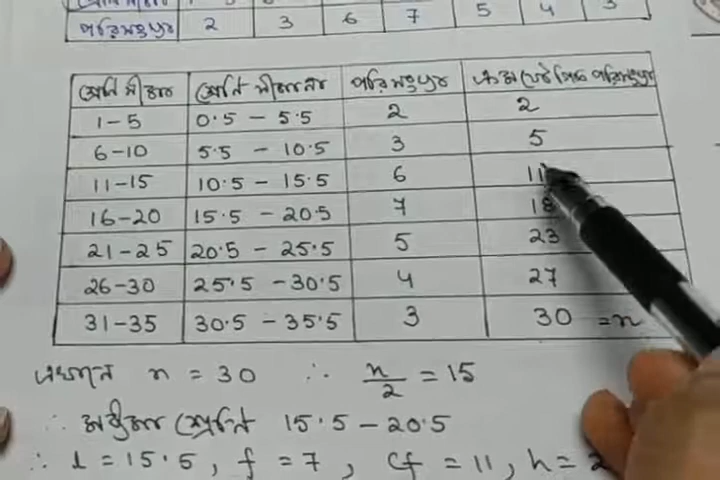 পরিসংখ্যা 2 3 6 7 5 4 3
শ্রেণি সীমা শ্রেণি সীমানা পরিসংখ্যা ক্রমযৌগিক পরিসংখ্যা
1-5 0.5 - 5.5 2 2
6-10 5.5 - 10.5 3 5
11-15 10.5 - 15.5 6 11
16-20 15.5 - 20.5 7 18
21-25 20.5 - 25.5 5 23
26-30 25.5 - 30.5 4 27
31-35 30.5 - 35.5 3 30 = n
এখানে n = 30 ∴ n/2 = 15
∴ মধ্যমা শ্রেণি 15.5 - 20.5
∴ l = 15.5, f = 7, cf = 11, h =